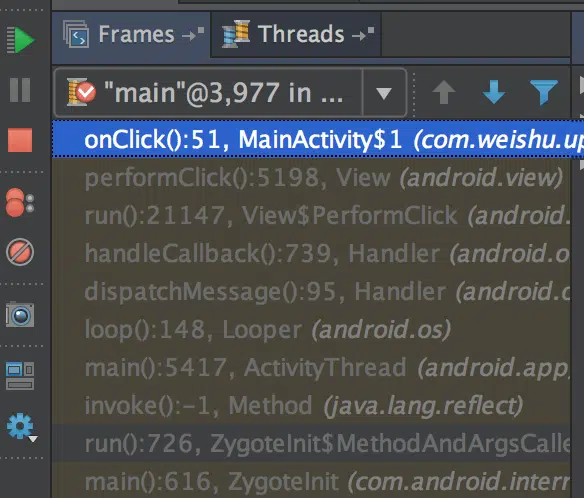 Frames
Threads
"main"@3,977 in ...
onClick():51, MainActivity$1 (com.weishu.up
performClick():5198, View (android.view)
run():21147, View$PerformClick (android.
handleCallback():739, Handler (android.o
dispatchMessage():95, Handler (android.o
loop():148, Looper (android.os)
main():5417, ActivityThread (android.app
invoke():-1, Method (java.lang.reflect)
run():726, ZygoteInit$MethodAndArgsCalle
main():616, ZygoteInit (com.android.intern